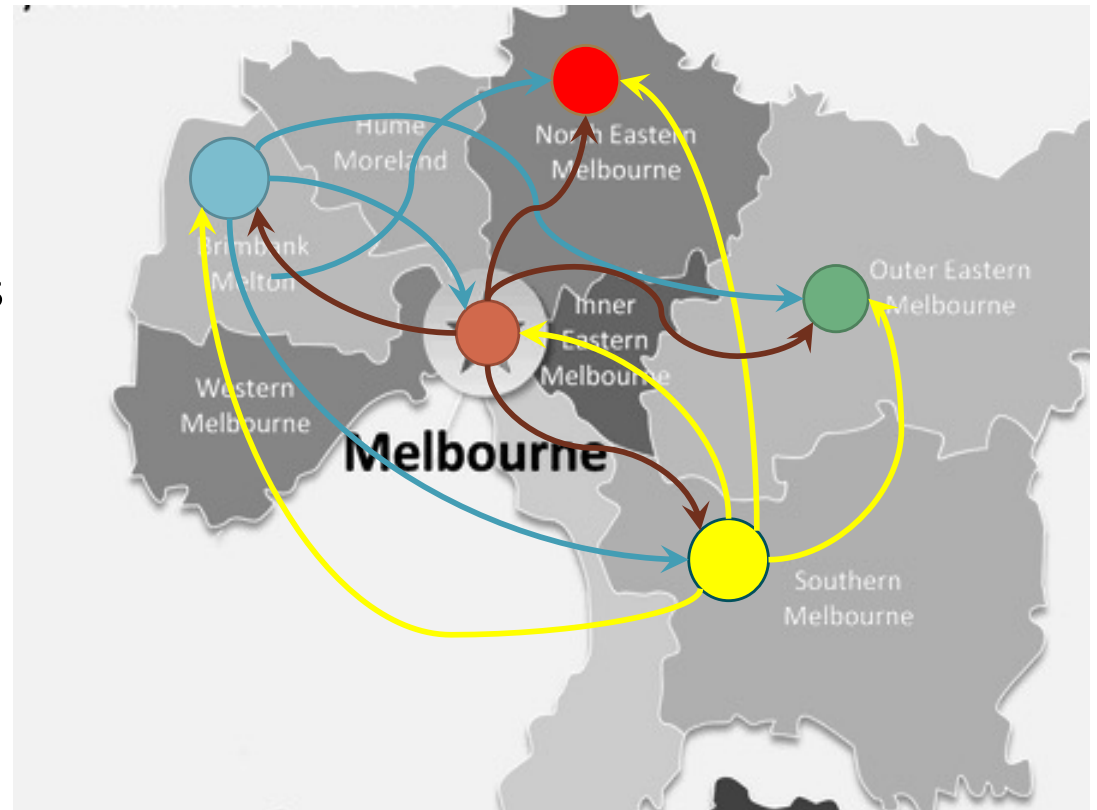 Hume
Moreland
North Eastern
Melbourne
Brimbank
Melton
Outer Eastern
Melbourne
Inner
Eastern
Melbourne
Western
Melbourne
Melbourne
Southern
Melbourne